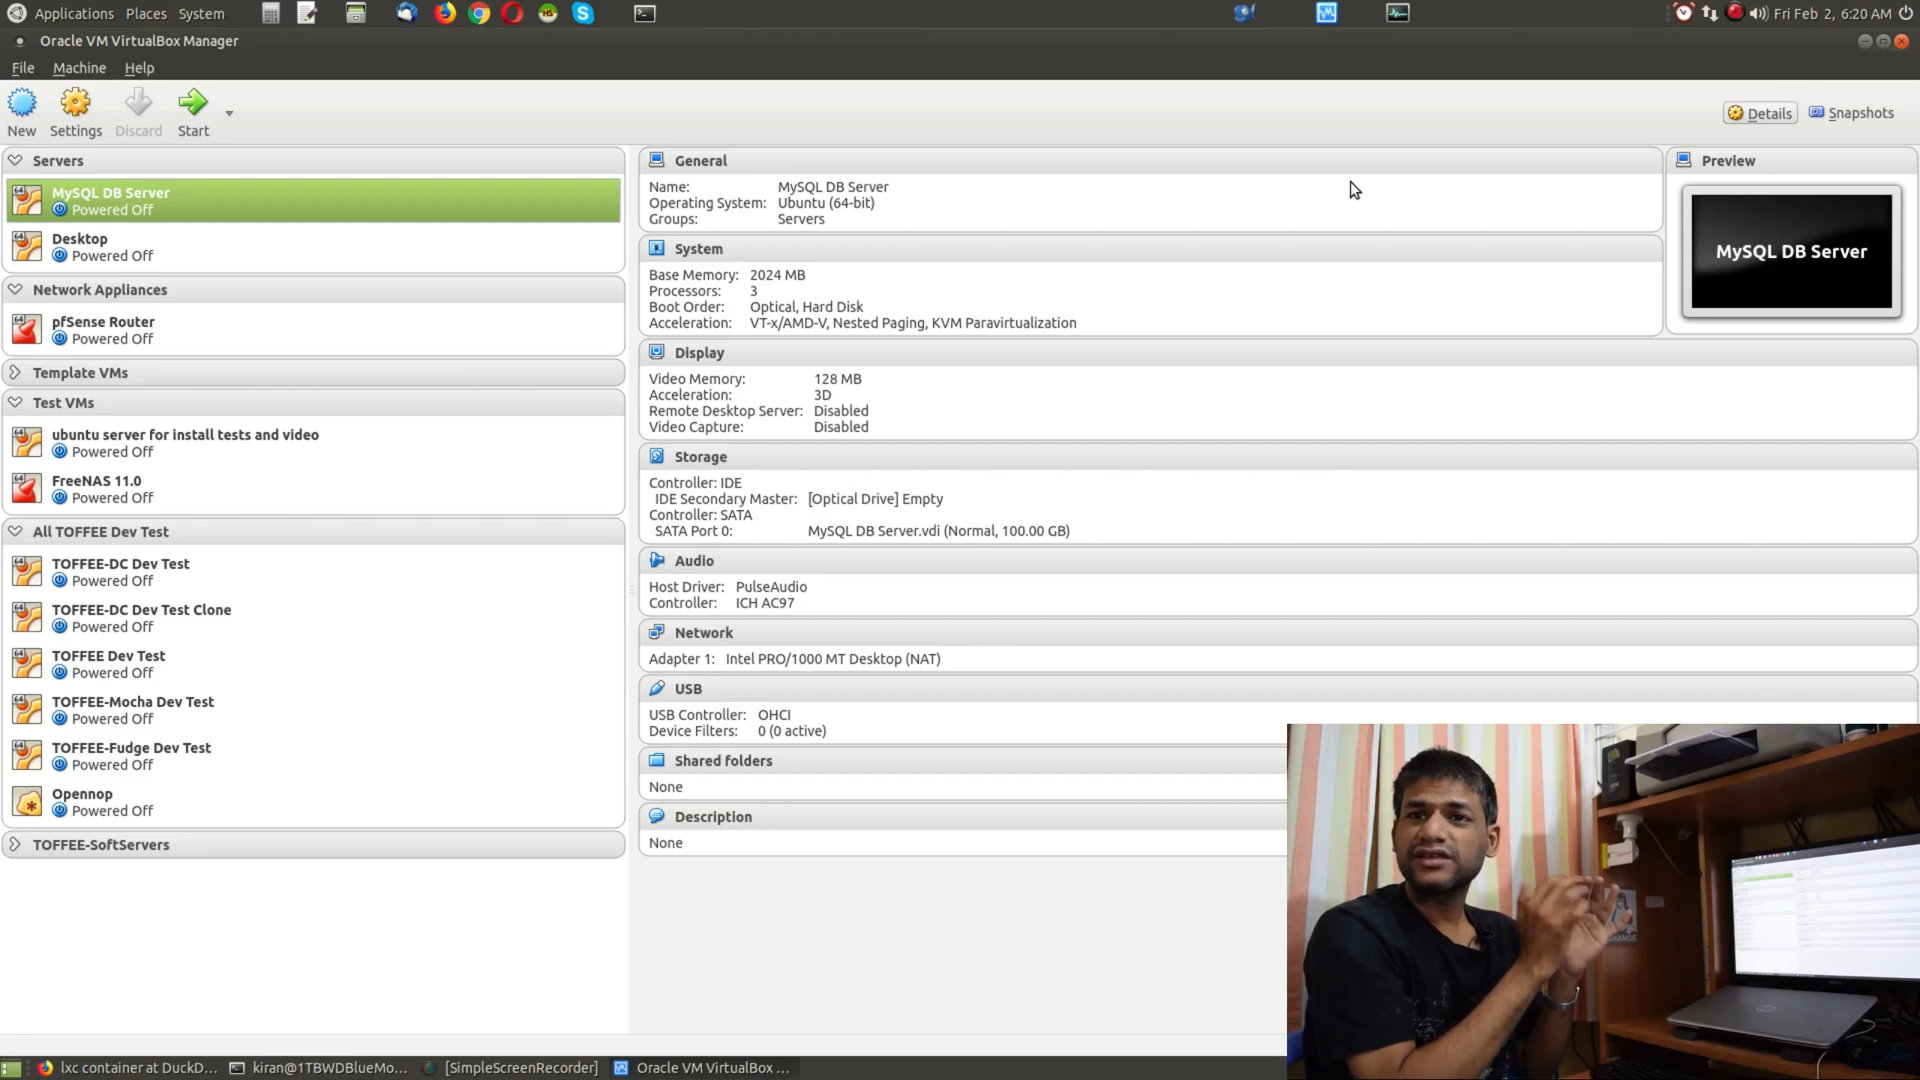 Applications Places System
Fri Feb 2, 6:20 AM
Oracle VM VirtualBox Manager
File Machine Help
New Settings Discard Start
Details Snapshots
Servers
MySQL DB Server
Powered Off
Desktop
Powered Off
Network Appliances
pfSense Router
Powered Off
Template VMs
Test VMs
ubuntu server for install tests and video
Powered Off
FreeNAS 11.0
Powered Off
All TOFFEE Dev Test
TOFFEE-DC Dev Test
Powered Off
TOFFEE-DC Dev Test Clone
Powered Off
TOFFEE Dev Test
Powered Off
TOFFEE-Mocha Dev Test
Powered Off
TOFFEE-Fudge Dev Test
Powered Off
Opennop
Powered Off
TOFFEE-SoftServers
General
Name: MySQL DB Server
Operating System: Ubuntu (64-bit)
Groups: Servers
System
Base Memory: 2024 MB
Processors: 3
Boot Order: Optical, Hard Disk
Acceleration: VT-x/AMD-V, Nested Paging, KVM Paravirtualization
Display
Video Memory: 128 MB
Acceleration: 3D
Remote Desktop Server: Disabled
Video Capture: Disabled
Storage
Controller: IDE
IDE Secondary Master: [Optical Drive] Empty
Controller: SATA
SATA Port 0: MySQL DB Server.vdi (Normal, 100.00 GB)
Audio
Host Driver: PulseAudio
Controller: ICH AC97
Network
Adapter 1: Intel PRO/1000 MT Desktop (NAT)
USB
USB Controller: OHCI
Device Filters: 0 (0 active)
Shared folders
None
Description
None
Preview
MySQL DB Server
CHANGE
lxc container at DuckD... kiran@1TBWDBlueMo... [SimpleScreenRecorder] Oracle VM VirtualBox ...